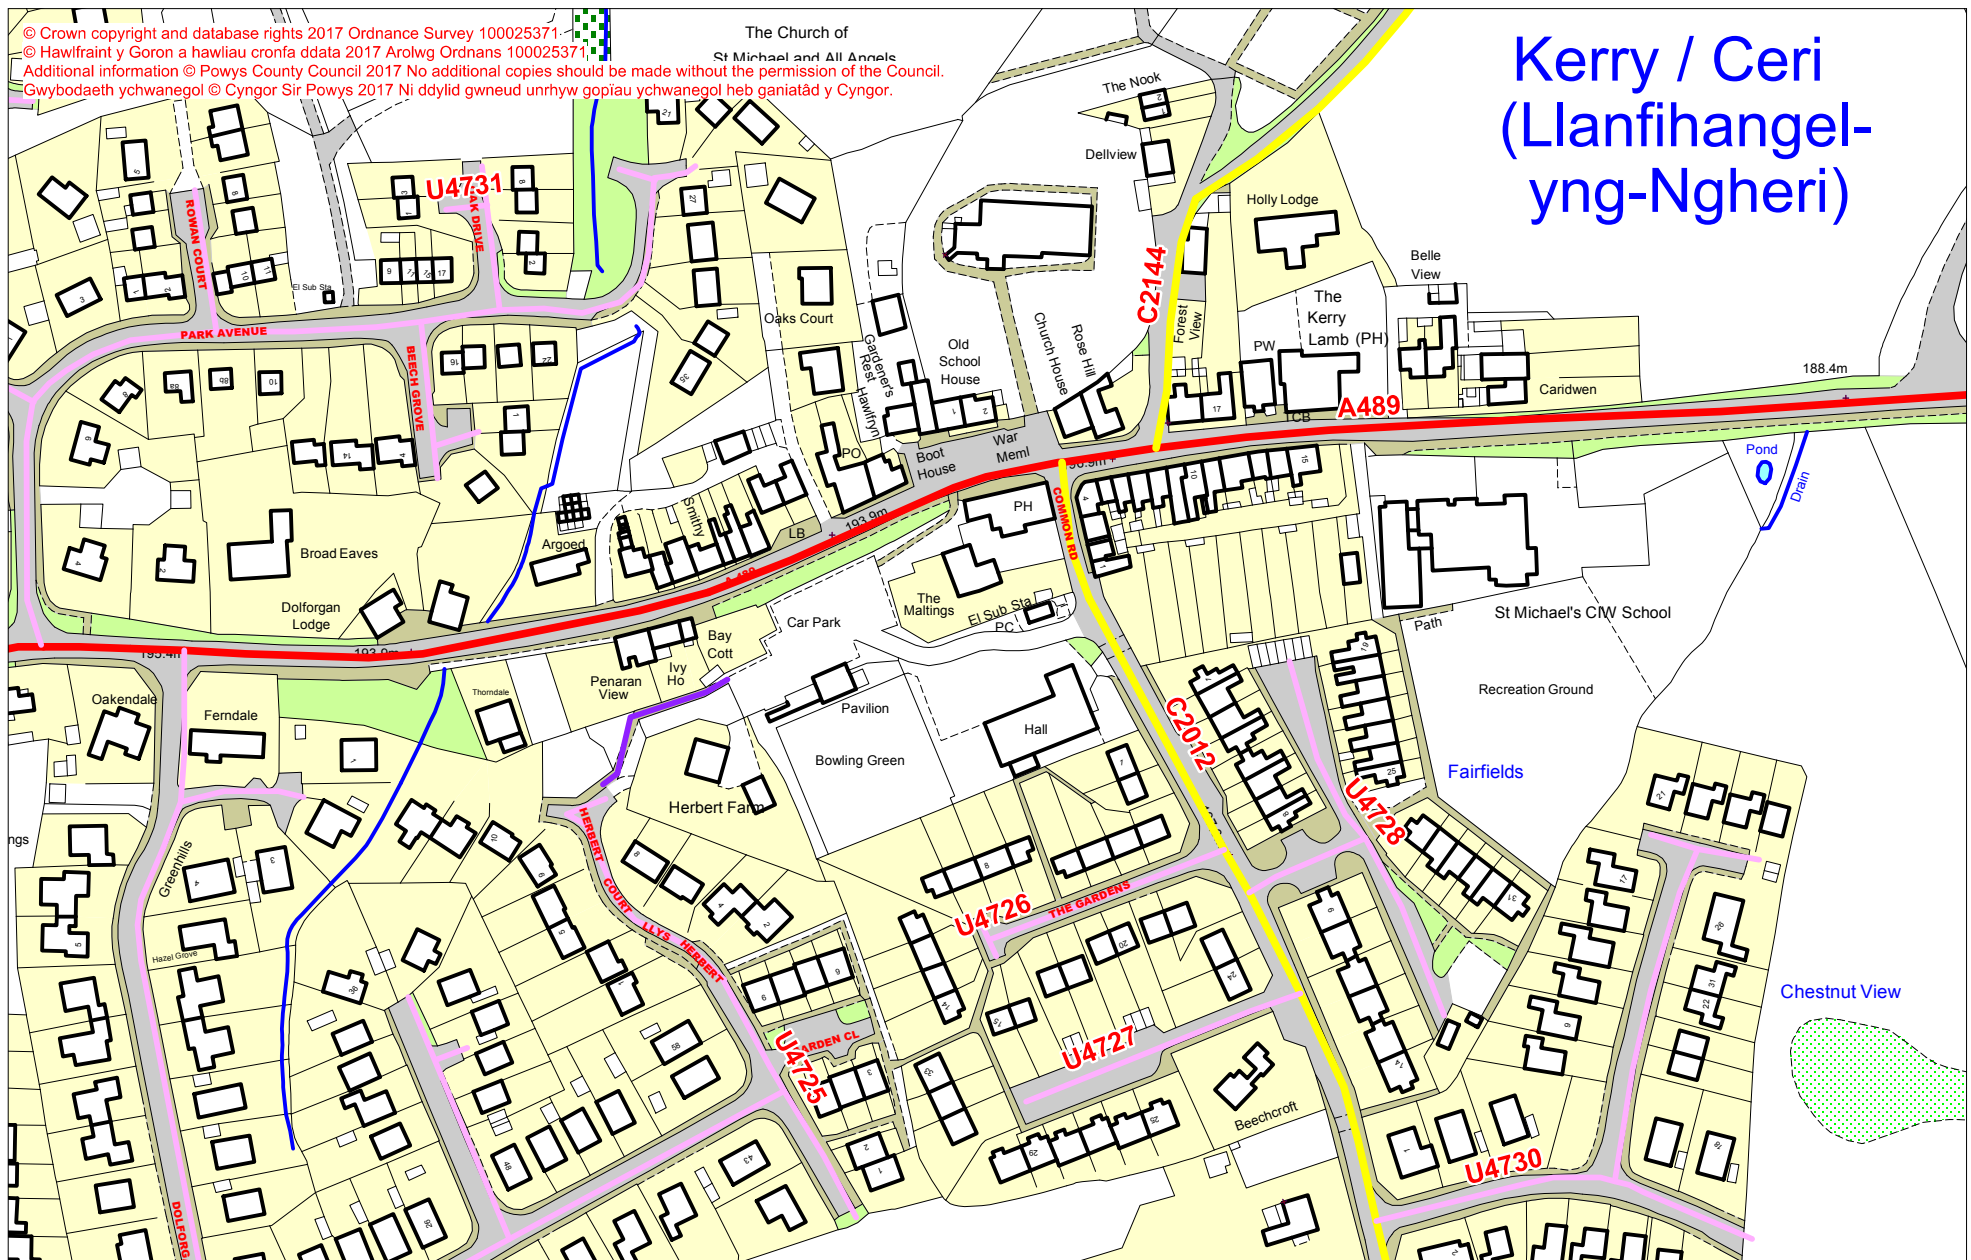 © Crown copyright and database rights 2017 Ordnance Survey 100025371
© Hawlfraint y Goron a hawliau cronfa ddata 2017 Arolwg Ordnans 100025371
Additional information © Powys County Council 2017 No additional copies should be made without the permission of the Council.
Gwybodaeth ychwanegol © Cyngor Sir Powys 2017 Ni ddylid gwneud unrhyw gopïau ychwanegol heb ganiatâd y Cyngor.
Kerry / Ceri
(Llanfihangel-
yng-Ngheri)
The Church of
St Michael and All Angels
The Nook
Dellview
Holly Lodge
Belle
View
The
Kerry
Lamb (PH)
PW
Forest
View
C2144
U4731
OAK DRIVE
ROWAN COURT
El Sub Sta
PARK AVENUE
BEECH GROVE
Oaks Court
Gardener's
Rest
Hawlfryn
Old
School
House
Church House
Rose Hill
War
Meml
Boot
House
PO
TCB
A489
Caridwen
188.4m
Pond
Drain
Smithy
LB
193.9m
PH
COMMON RD
Argoed
Broad Eaves
Dolforgan
Lodge
A 489
The
Maltings
El Sub Sta
PC
Car Park
Bay
Cott
Ivy
Ho
Penaran
View
Thorndale
Pavilion
Bowling Green
Hall
Path
St Michael's CIW School
Recreation Ground
Oakendale
Ferndale
Greenhills
Hazel Grove
Herbert Farm
HERBERT
COURT
LLYS HERBERT
C2012
U4728
Fairfields
U4726
THE GARDENS
U4727
U4725
ARDEN CL
Beechcroft
U4730
Chestnut View
DOLFORG
ngs